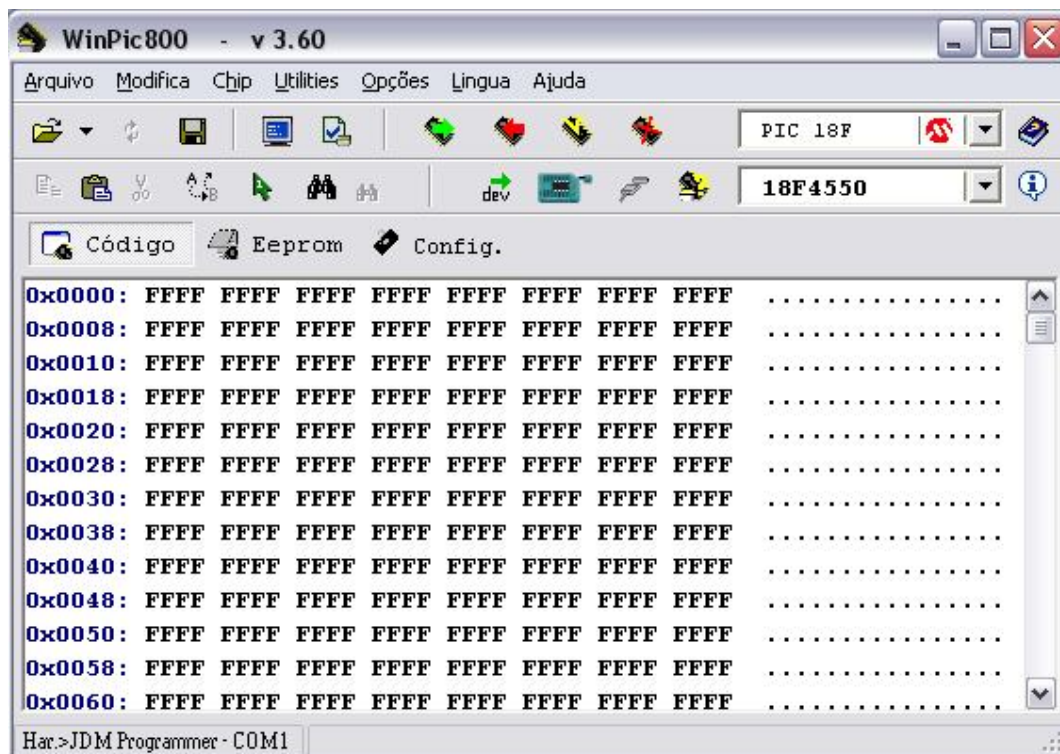 WinPic800 - v 3.60
Arquivo Modifica Chip Utilities Opções Lingua Ajuda
PIC 18F
A B
dev
18F4550
Código Eeprom Config.
0x0000: FFFF FFFF FFFF FFFF FFFF FFFF FFFF FFFF ................
0x0008: FFFF FFFF FFFF FFFF FFFF FFFF FFFF FFFF ................
0x0010: FFFF FFFF FFFF FFFF FFFF FFFF FFFF FFFF ................
0x0018: FFFF FFFF FFFF FFFF FFFF FFFF FFFF FFFF ................
0x0020: FFFF FFFF FFFF FFFF FFFF FFFF FFFF FFFF ................
0x0028: FFFF FFFF FFFF FFFF FFFF FFFF FFFF FFFF ................
0x0030: FFFF FFFF FFFF FFFF FFFF FFFF FFFF FFFF ................
0x0038: FFFF FFFF FFFF FFFF FFFF FFFF FFFF FFFF ................
0x0040: FFFF FFFF FFFF FFFF FFFF FFFF FFFF FFFF ................
0x0048: FFFF FFFF FFFF FFFF FFFF FFFF FFFF FFFF ................
0x0050: FFFF FFFF FFFF FFFF FFFF FFFF FFFF FFFF ................
0x0058: FFFF FFFF FFFF FFFF FFFF FFFF FFFF FFFF ................
0x0060: FFFF FFFF FFFF FFFF FFFF FFFF FFFF FFFF ................
Har.>JDM Programmer - COM1